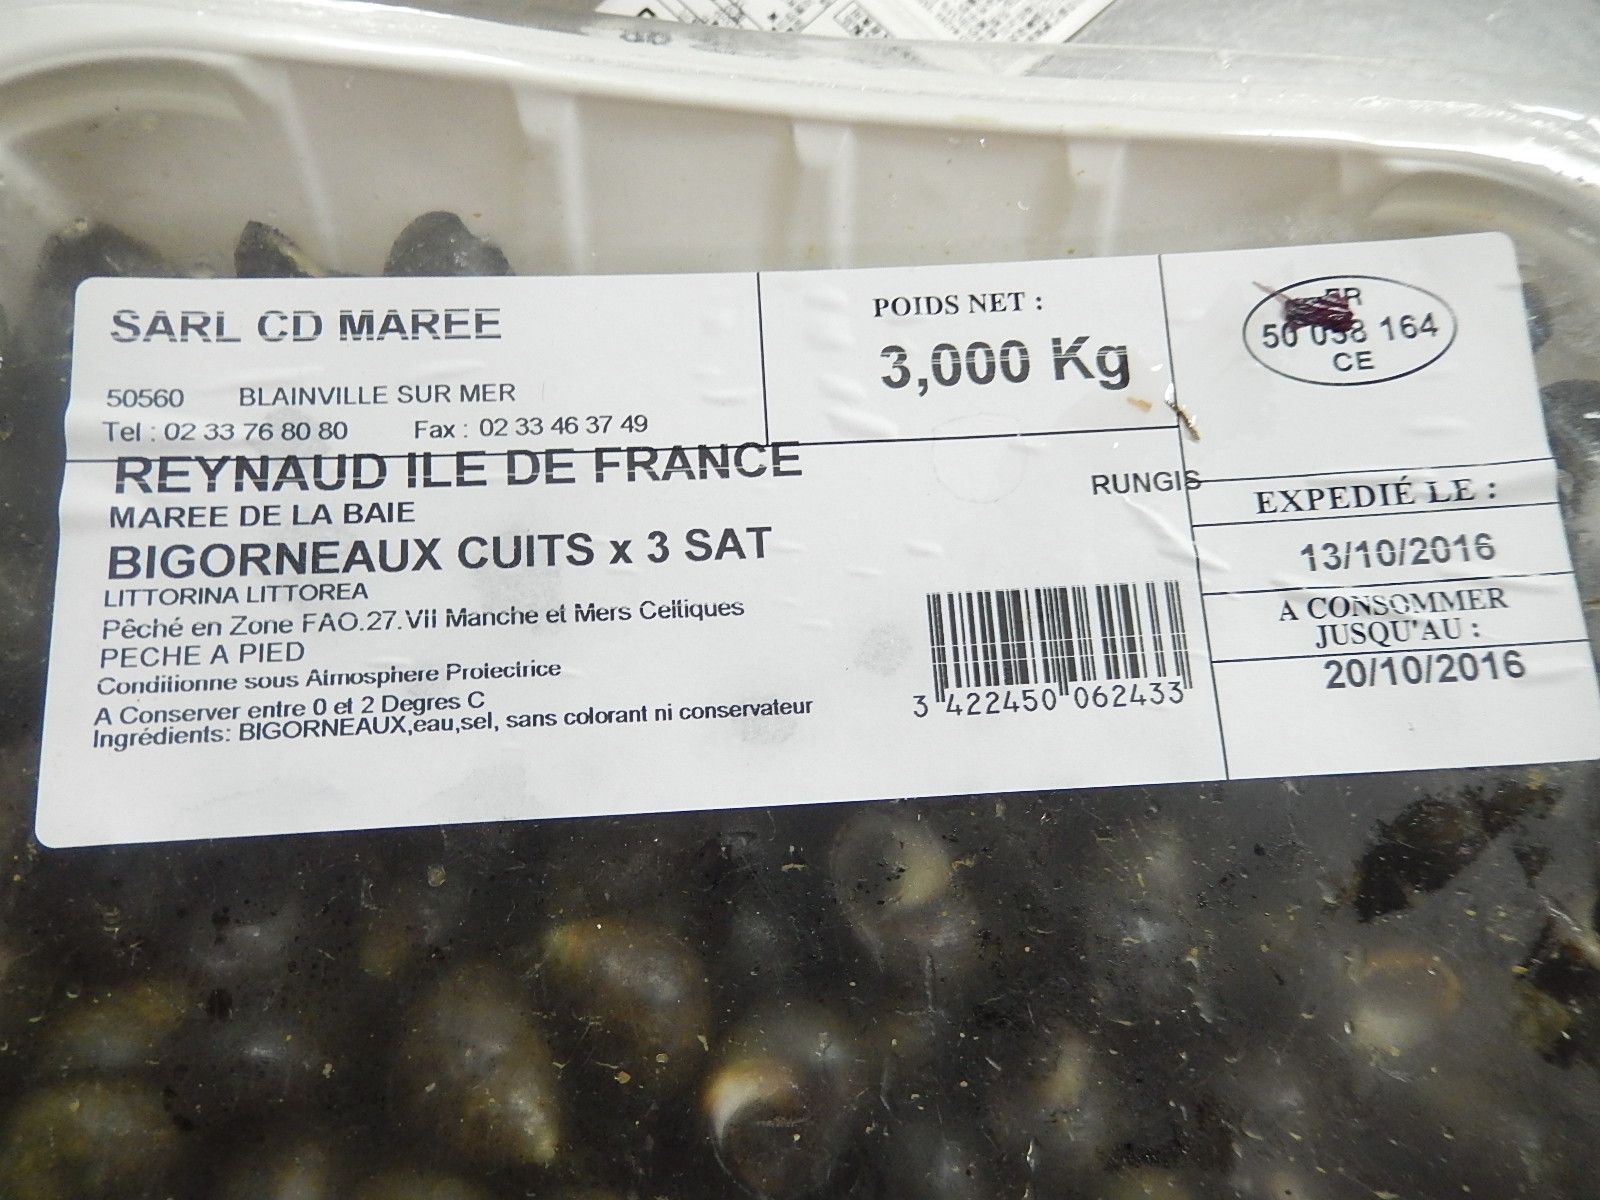 SARL CD MAREE
50560 BLAINVILLE SUR MER
Tel : 02 33 76 80 80 Fax : 02 33 46 37 49
POIDS NET :
3,000 Kg
FR
50 058 164
CE
REYNAUD ILE DE FRANCE
RUNGIS
MAREE DE LA BAIE
BIGORNEAUX CUITS x 3 SAT
LITTORINA LITTOREA
Pêché en Zone FAO.27.VII Manche et Mers Celtiques
PECHE A PIED
Conditionne sous Atmosphere Protectrice
A Conserver entre 0 et 2 Degres C
Ingrédients: BIGORNEAUX,eau,sel, sans colorant ni conservateur
3 422450 062433
EXPEDIÉ LE :
13/10/2016
A CONSOMMER
JUSQU'AU :
20/10/2016